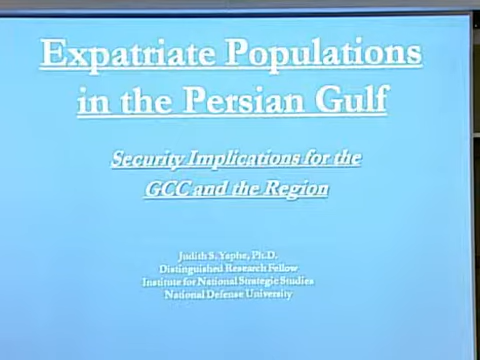 Expatriate Populations
in the Persian Gulf
Security Implications for the
GCC and the Region
Judith S. Yaphe, Ph.D.
Distinguished Research Fellow
Institute for National Strategic Studies
National Defense University